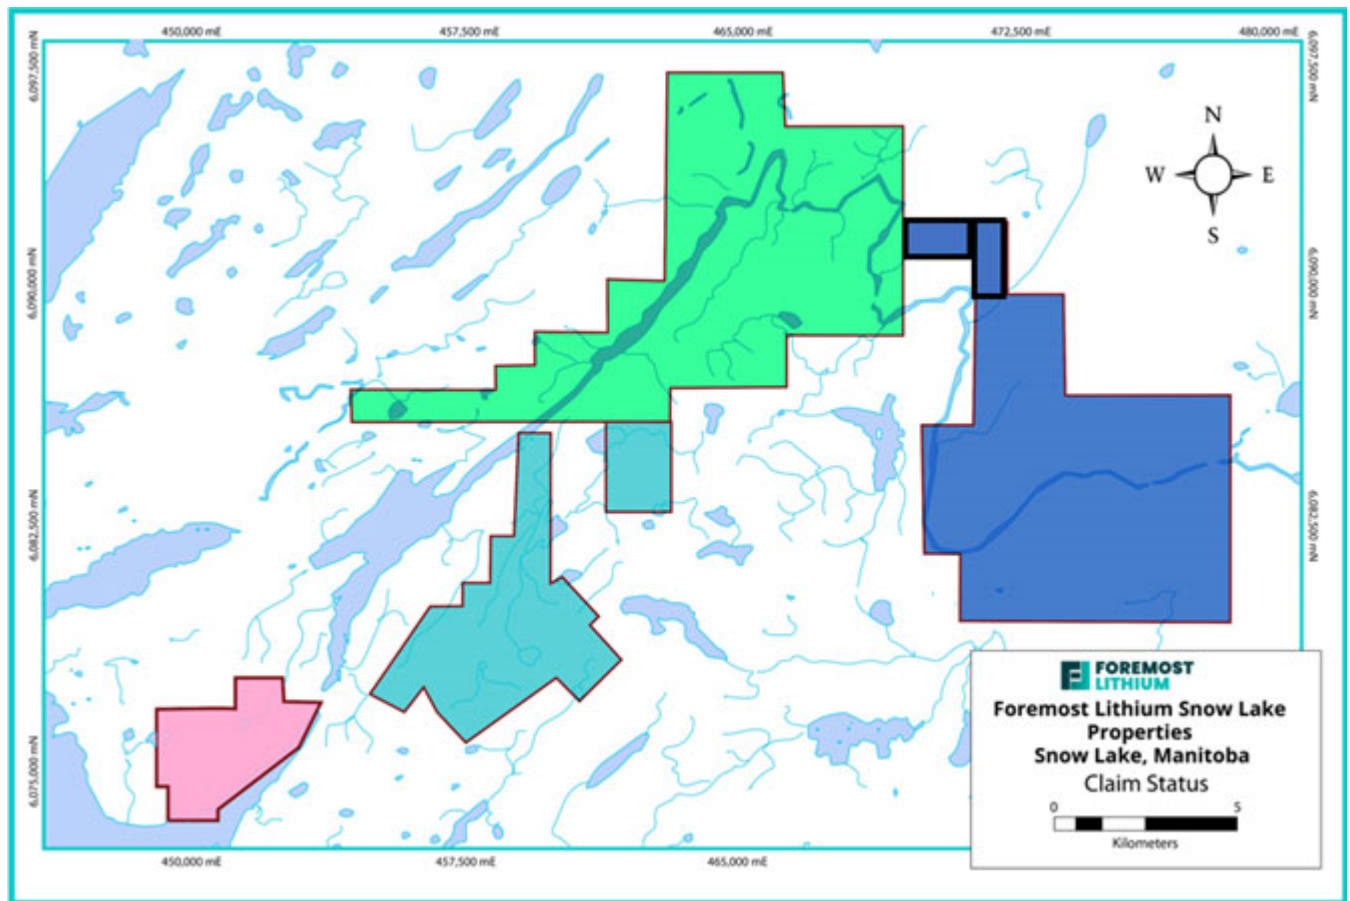 450,000 mE
457,500 mE
465,000 mE
472,500 mE
480,000 mE
6,097,500 mN
6,097,500 mN
N
W
E
S
6,090,000 mN
6,090,000 mN
6,082,500 mN
6,082,500 mN
6,075,000 mN
FOREMOST
LITHIUM
Foremost Lithium Snow Lake
Properties
Snow Lake, Manitoba
Claim Status
0
5
Kilometers
450,000 mE
457,500 mE
465,000 mE